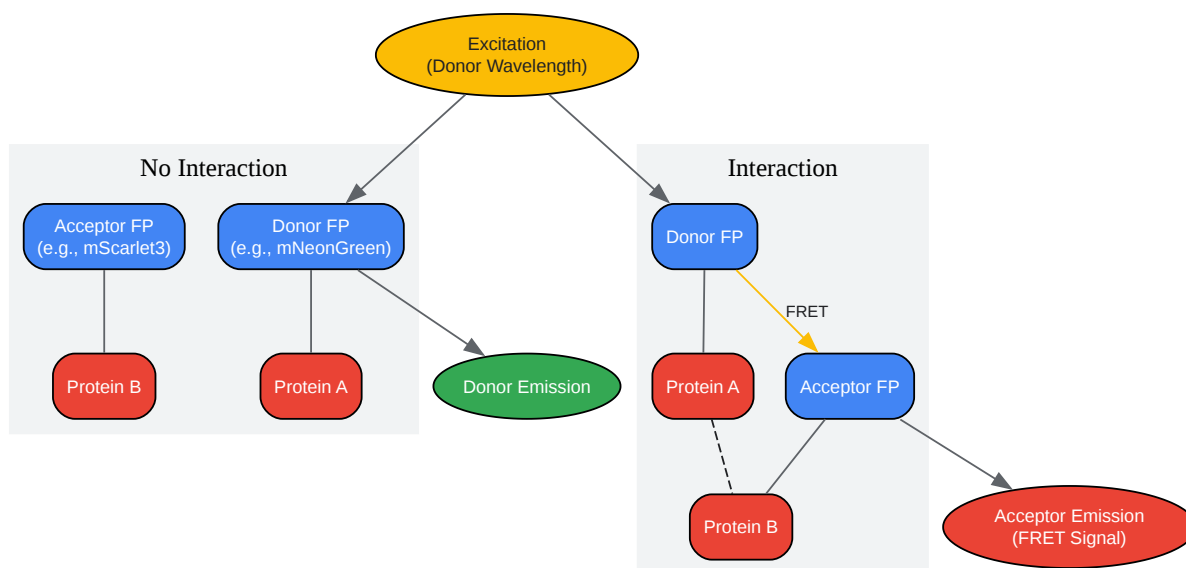 Excitation
(Donor Wavelength)
No Interaction
Interaction
Acceptor FP
(e.g., mScarlet3)
Donor FP
(e.g., mNeonGreen)
Donor FP
FRET
Protein B
Protein A
Donor Emission
Protein A
Acceptor FP
Protein B
Acceptor Emission
(FRET Signal)